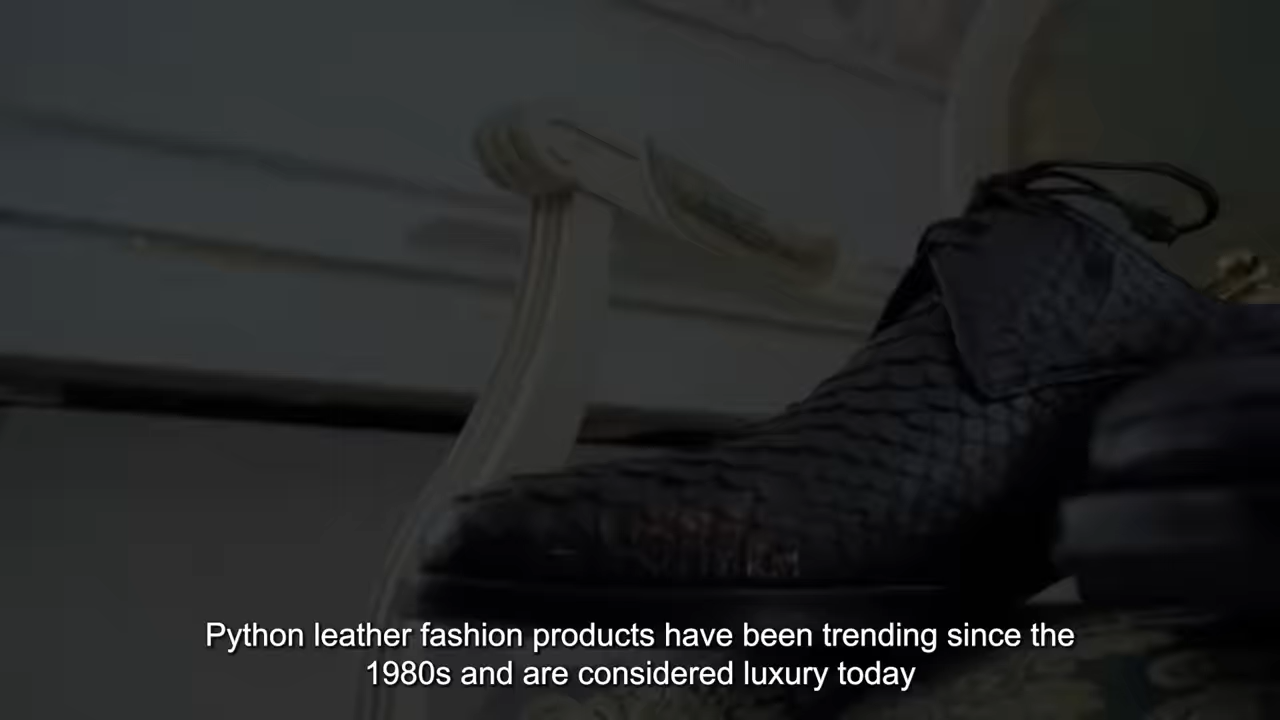 Python leather fashion products have been trending since the
1980s and are considered luxury today